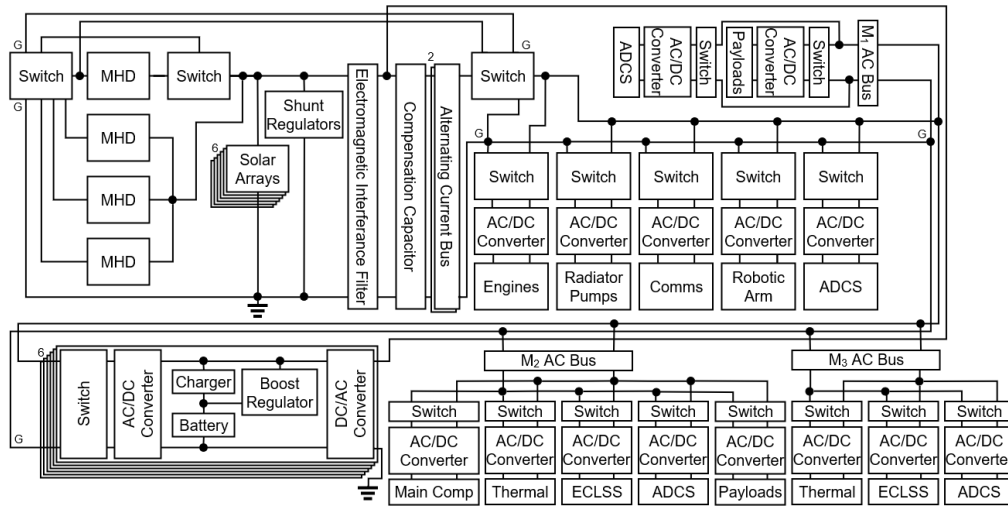 G
G
2
Switch
MHD
Switch
G
Shunt
Regulators
MHD
6
Solar
Arrays
MHD
MHD
Electromagnetic Interferance Filter
Compensation Capacitor
Alternating Current Bus
Switch
G
ADCS
AC/DC
Converter
Switch
Payloads
AC/DC
Converter
Switch
M₁ AC Bus
G
G
Switch
Switch
Switch
Switch
Switch
AC/DC
Converter
AC/DC
Converter
AC/DC
Converter
AC/DC
Converter
AC/DC
Converter
Engines
Radiator
Pumps
Comms
Robotic
Arm
ADCS
6
G
Switch
AC/DC
Converter
Charger
Battery
Boost
Regulator
DC/AC
Converter
M₂ AC Bus
M₃ AC Bus
Switch
Switch
Switch
Switch
Switch
Switch
Switch
Switch
AC/DC
Converter
AC/DC
Converter
AC/DC
Converter
AC/DC
Converter
AC/DC
Converter
AC/DC
Converter
AC/DC
Converter
AC/DC
Converter
Main Comp
Thermal
ECLSS
ADCS
Payloads
Thermal
ECLSS
ADCS